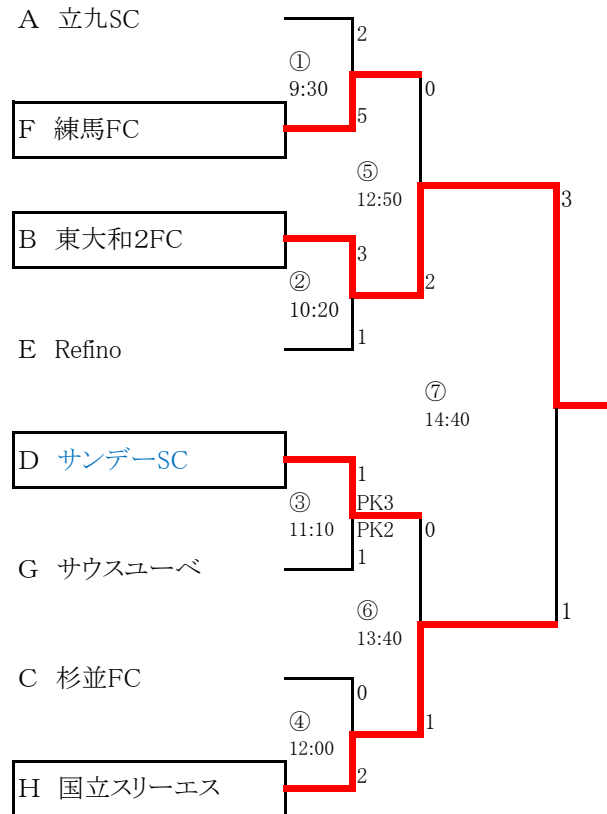 A 立九SC
2
①
9:30
0
5
F 練馬FC
⑤
12:50
3
B 東大和2FC
3
②
10:20
2
1
E Refino
⑦
14:40
D サンデーSC
1
③
11:10
PK3
PK2
0
1
G サウスユーベ
⑥
13:40
1
C 杉並FC
0
④
12:00
1
2
H 国立スリーエス